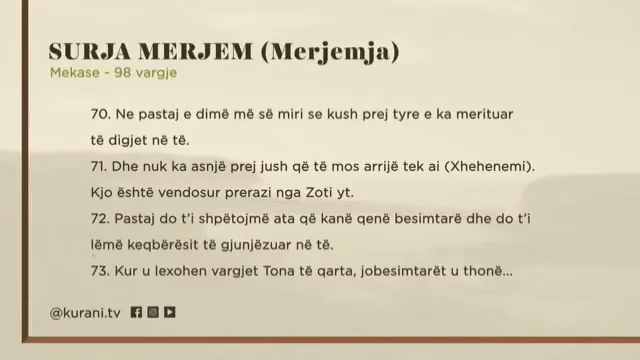 SURJA MERJEM (Merjemja)
Mekase - 98 vargje
70. Ne pastaj e dimë më së miri se kush prej tyre e ka merituar
të digjet në të.
71. Dhe nuk ka asnjë prej jush që të mos arrijë tek ai (Xhehenemi).
Kjo është vendosur prerazi nga Zoti yt.
72. Pastaj do t'i shpëtojmë ata që kanë qenë besimtarë dhe do t'i
lëmë keqbërësit të gjunjëzuar në të.
73. Kur u lexohen vargjet Tona të qarta, jobesimtarët u thonë...
@kurani.tv